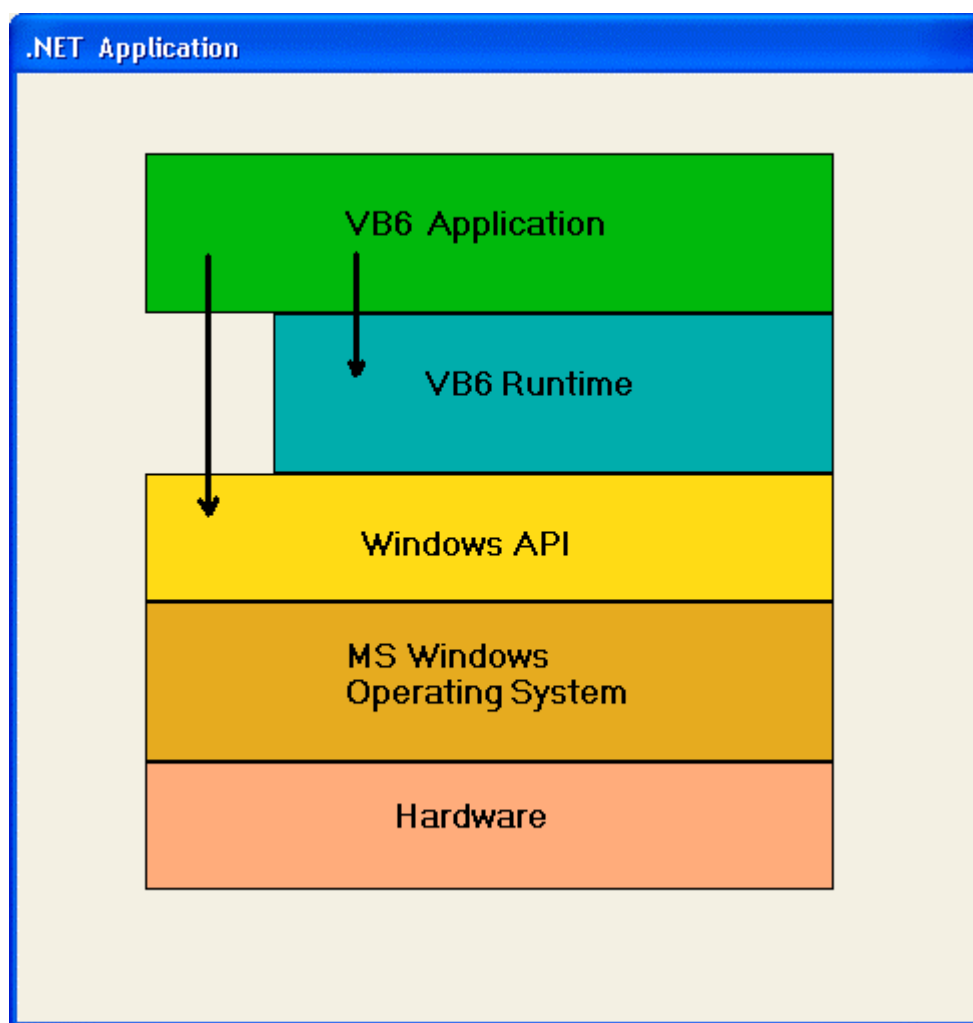 .NET Application
VB6 Application
VB6 Runtime
Windows API
MS Windows
Operating System
Hardware